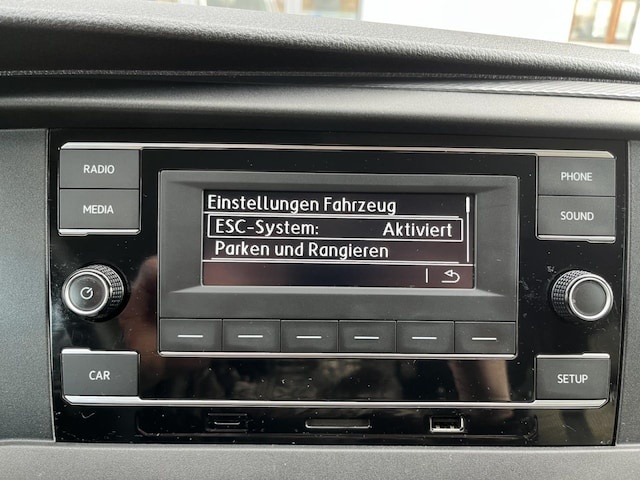 RADIO
MEDIA
CAR
Einstellungen Fahrzeug
ESC-System: Aktiviert
Parken und Rangieren
PHONE
SOUND
SETUP